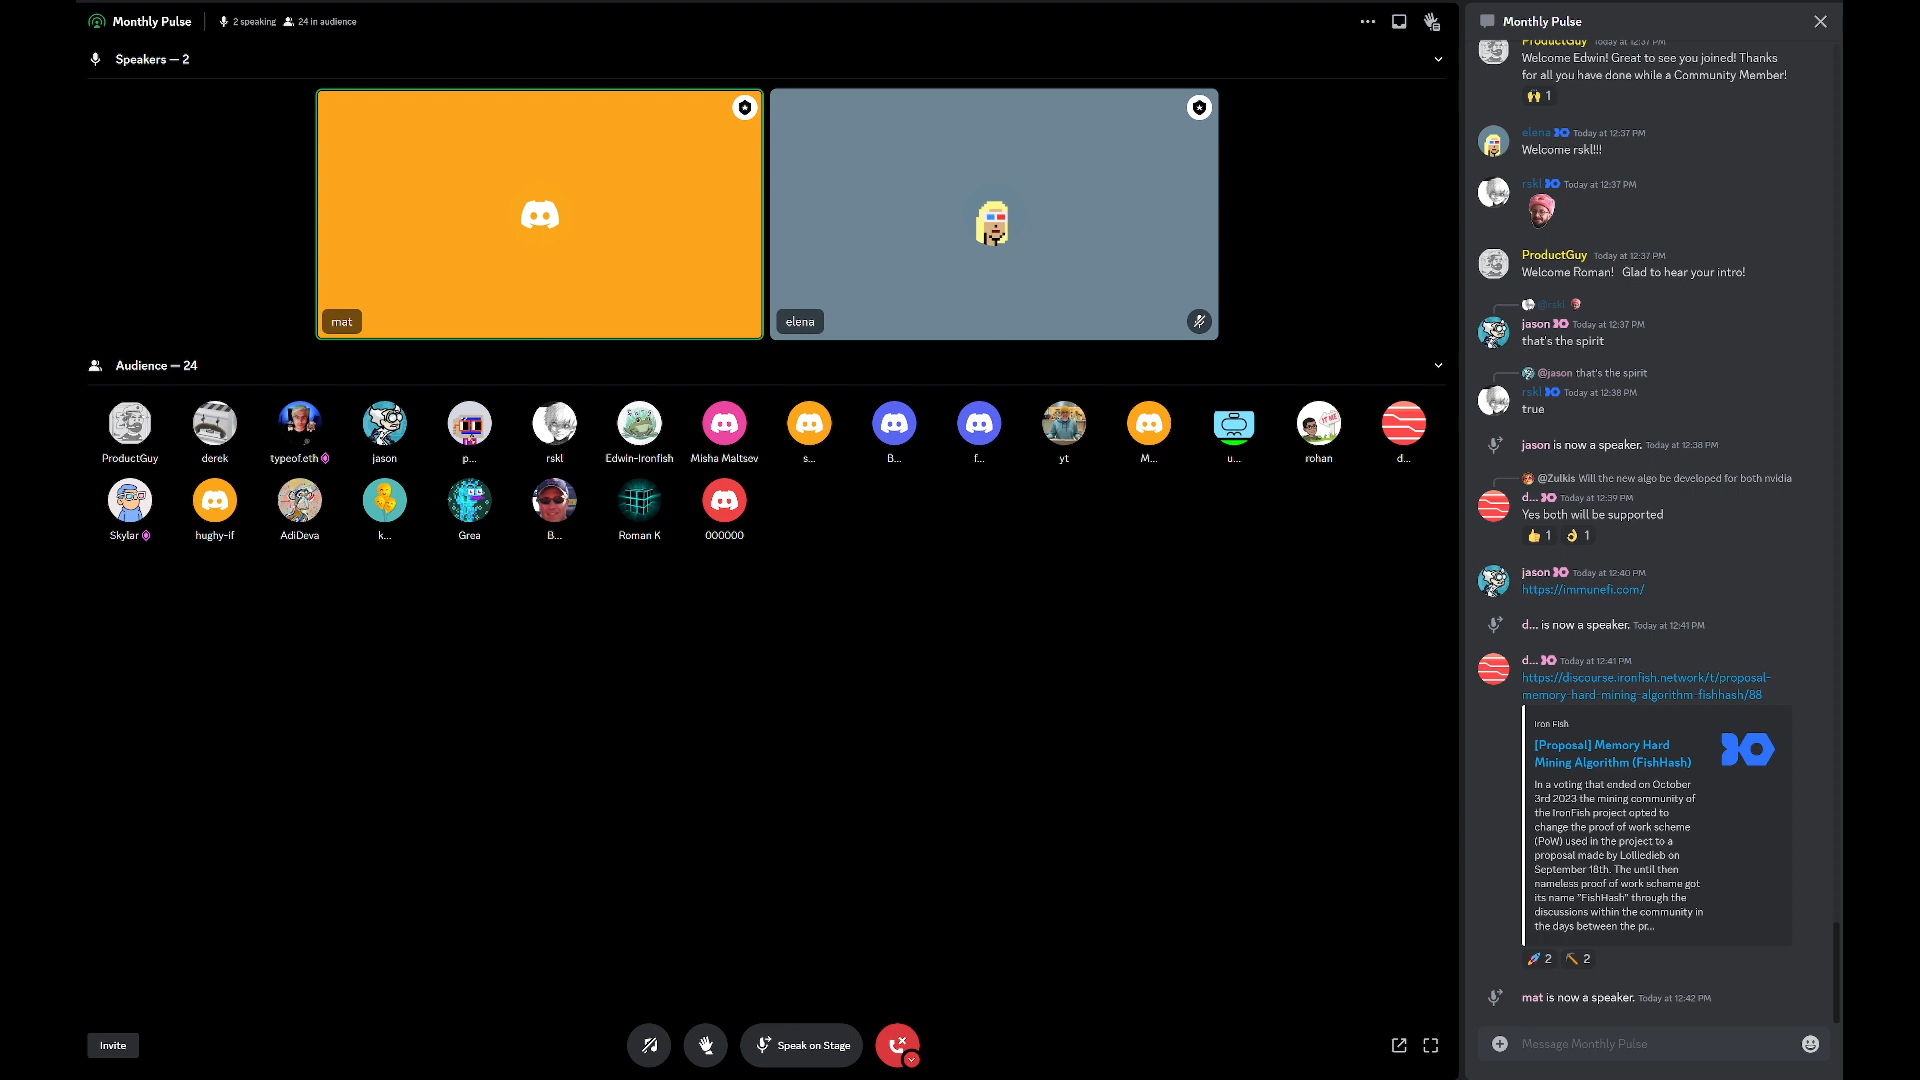 Monthly Pulse
2 speaking 24 in audience
Speakers — 2
mat
elena
Audience — 24
ProductGuy derek typeof.eth jason p... rskl Edwin-Ironfish Misha Maltsev s... B... f... yt M... u... rohan d...
Skylar hughy-if AdiDeva k... Grea B... Roman K 000000
Invite
Speak on Stage
Monthly Pulse
ProductGuy Today at 12:37 PM
Welcome Edwin! Great to see you joined! Thanks
for all you have done while a Community Member!
1
elena Today at 12:37 PM
Welcome rskl!!!
rskl Today at 12:37 PM
ProductGuy Today at 12:37 PM
Welcome Roman! Glad to hear your intro!
@rskl
jason Today at 12:37 PM
that's the spirit
@jason that's the spirit
rskl Today at 12:38 PM
true
jason is now a speaker. Today at 12:38 PM
@Zulkis Will the new algo be developed for both nvidia
d... Today at 12:39 PM
Yes both will be supported
1 1
jason Today at 12:40 PM
https://immunefi.com/
d... is now a speaker. Today at 12:41 PM
d... Today at 12:41 PM
https://discourse.ironfish.network/t/proposal-
memory-hard-mining-algorithm-fishhash/88
Iron Fish
[Proposal] Memory Hard
Mining Algorithm (FishHash)
In a voting that ended on October
3rd 2023 the mining community of
the IronFish project opted to
change the proof of work scheme
(PoW) used in the project to a
proposal made by Lolliedieb on
September 18th. The until then
nameless proof of work scheme got
its name "FishHash" through the
discussions within the community in
the days between the pr...
2 2
mat is now a speaker. Today at 12:42 PM
Message Monthly Pulse